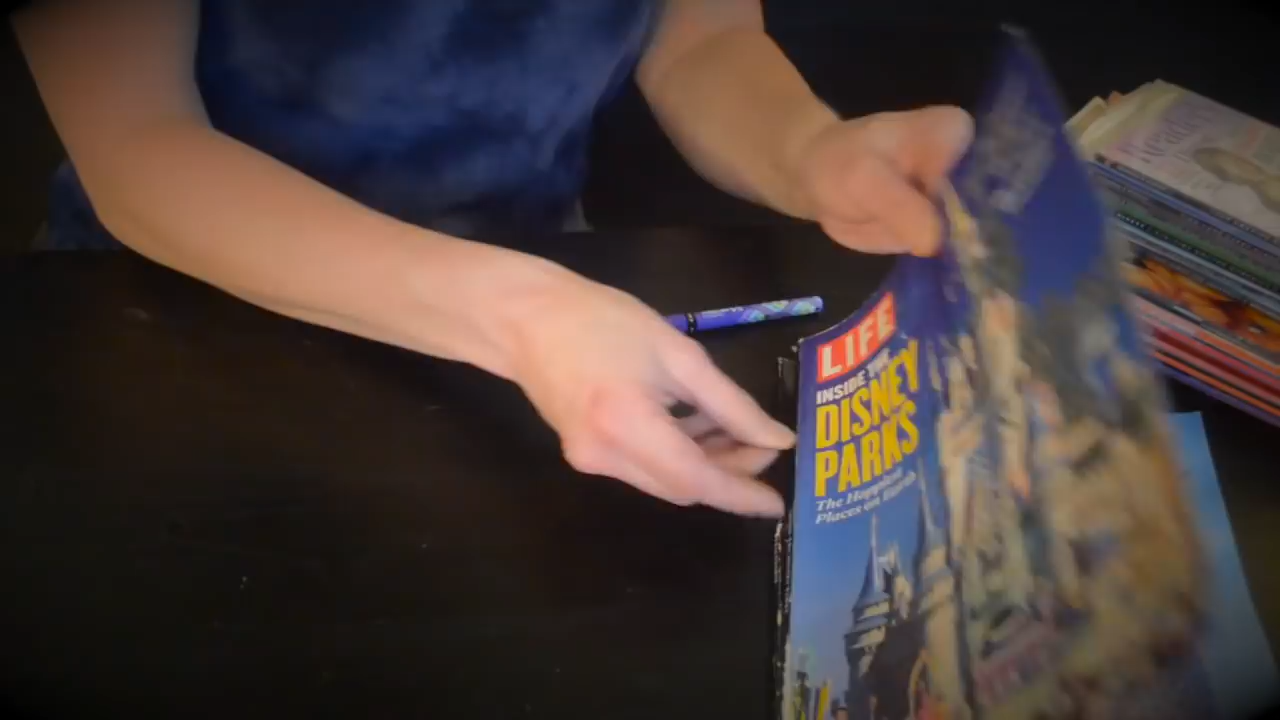 LIFE
INSIDE THE
DISNEY
PARKS
The Happiest
Places on Earth